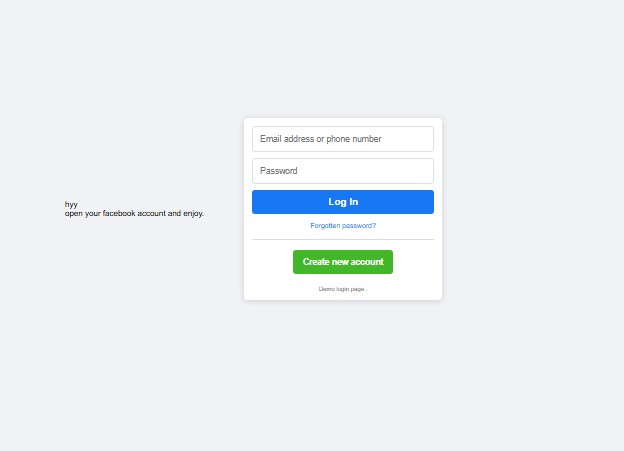 hyy
open your facebook account and enjoy.
Email address or phone number
Password
Log In
Forgotten password?
Create new account
Demo login page..